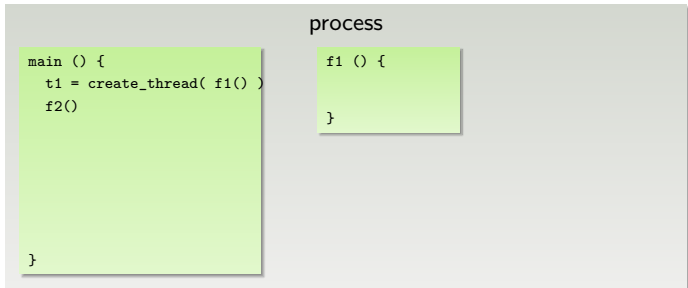 process
main () {
  t1 = create_thread( f1() )
  f2()
}
f1 () {
}